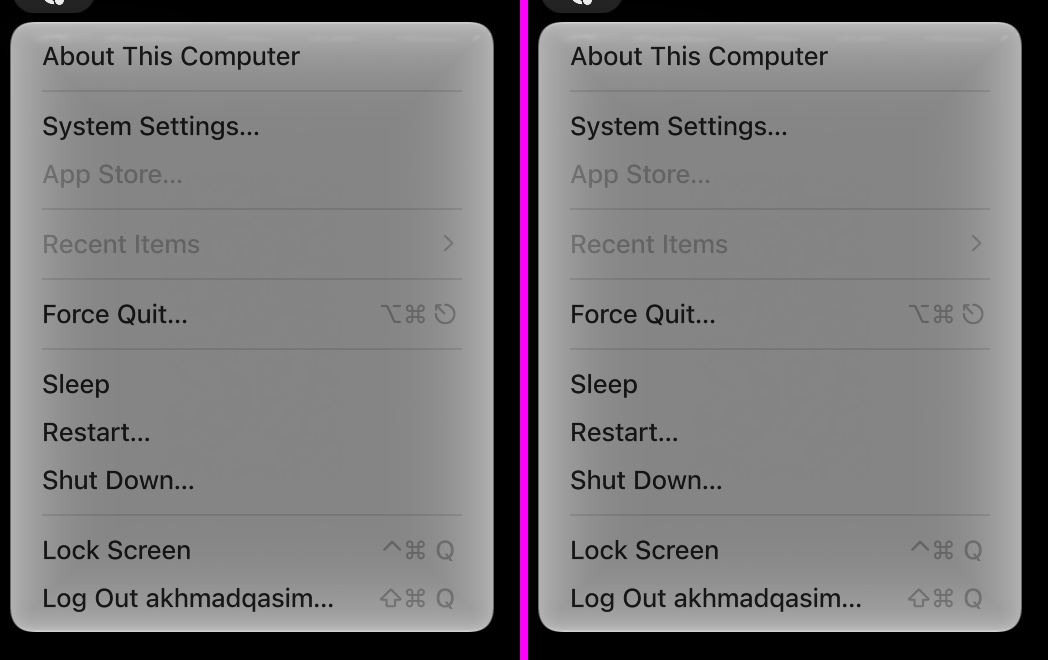 About This Computer
System Settings...
App Store...
Recent Items
Force Quit... ⌥⌘⎋
Sleep
Restart...
Shut Down...
Lock Screen ^⌘Q
Log Out akhmadqasim... ⇧⌘Q
About This Computer
System Settings...
App Store...
Recent Items
Force Quit... ⌥⌘⎋
Sleep
Restart...
Shut Down...
Lock Screen ^⌘Q
Log Out akhmadqasim... ⇧⌘Q